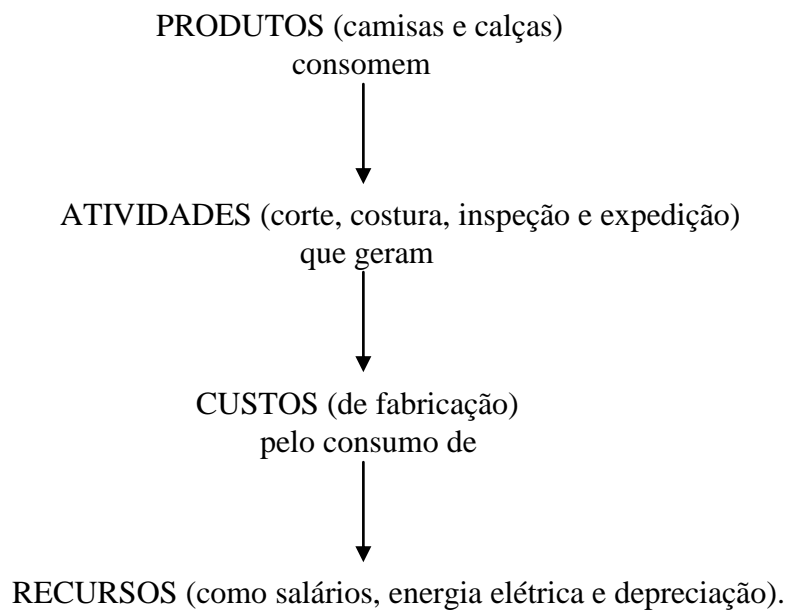 PRODUTOS (camisas e calças)
consomem
ATIVIDADES (corte, costura, inspeção e expedição)
que geram
CUSTOS (de fabricação)
pelo consumo de
RECURSOS (como salários, energia elétrica e depreciação).